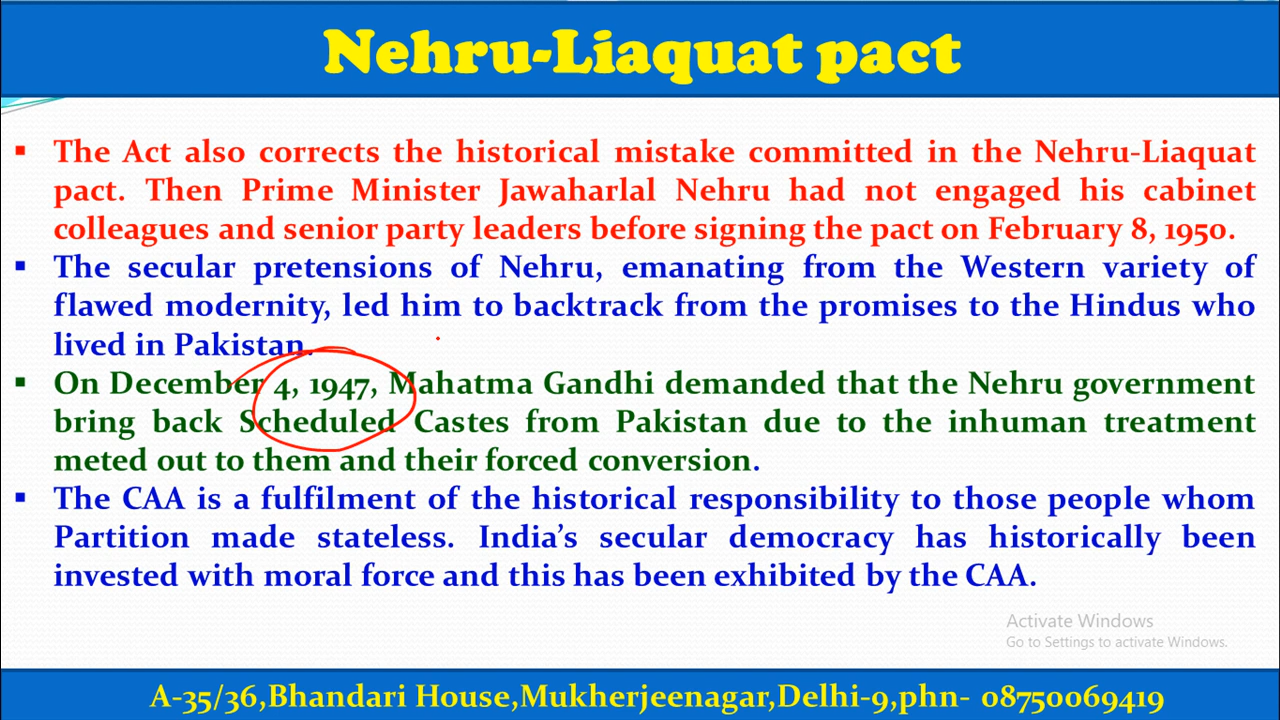 Nehru-Liaquat pact
▪ The Act also corrects the historical mistake committed in the Nehru-Liaquat
pact. Then Prime Minister Jawaharlal Nehru had not engaged his cabinet
colleagues and senior party leaders before signing the pact on February 8, 1950.
▪ The secular pretensions of Nehru, emanating from the Western variety of
flawed modernity, led him to backtrack from the promises to the Hindus who
lived in Pakistan.
▪ On December 4, 1947, Mahatma Gandhi demanded that the Nehru government
bring back Scheduled Castes from Pakistan due to the inhuman treatment
meted out to them and their forced conversion.
▪ The CAA is a fulfilment of the historical responsibility to those people whom
Partition made stateless. India’s secular democracy has historically been
invested with moral force and this has been exhibited by the CAA.
Activate Windows
Go to Settings to activate Windows.
A-35/36,Bhandari House,Mukherjeenagar,Delhi-9,phn- 08750069419